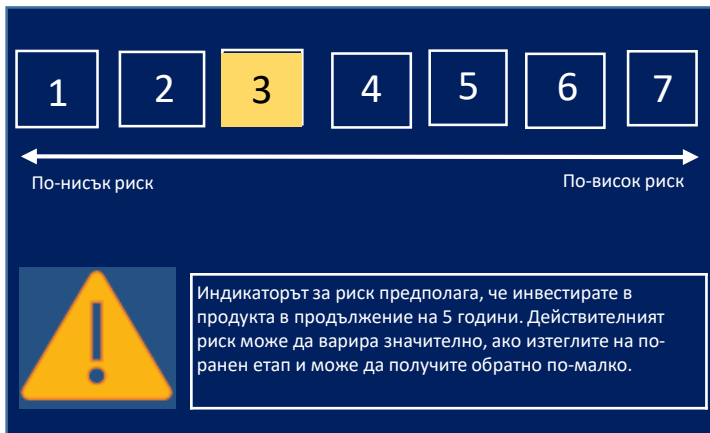 1 2 3 4 5 6 7
По-нисък риск По-висок риск
Индикаторът за риск предполага, че инвестирате в
продукта в продължение на 5 години. Действителният
риск може да варира значително, ако изтеглите на по-
ранен етап и може да получите обратно по-малко.